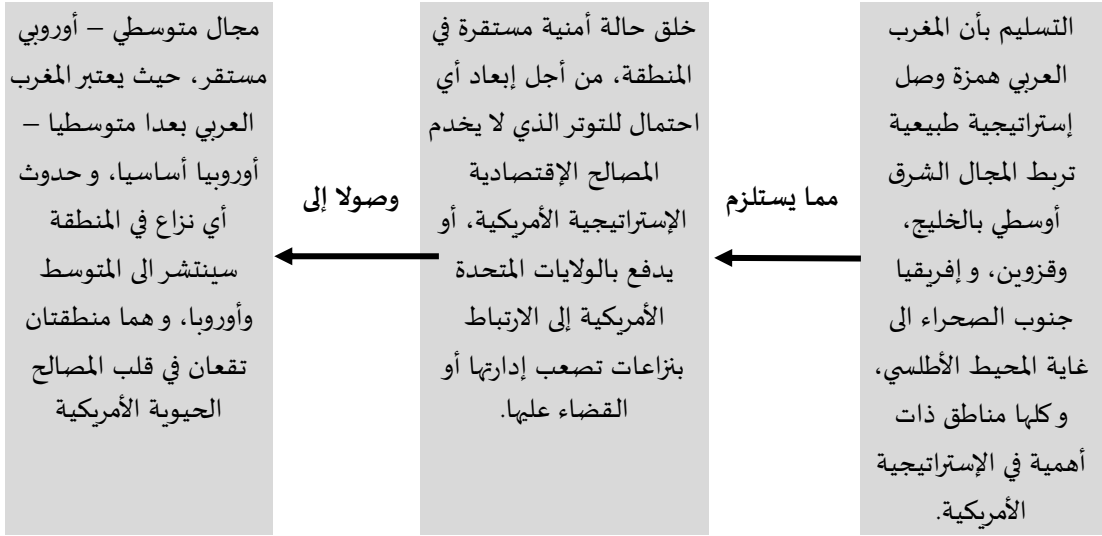 التسليم بأن المغرب
العربي همزة وصل
إستراتيجية طبيعية
تربط المجال الشرق
أوسطي بالخليج،
وقزوين، و إفريقيا
جنوب الصحراء الى
غاية المحيط الأطلسي،
و كلها مناطق ذات
أهمية في الإستراتيجية
الأمريكية.
مما يستلزم
خلق حالة أمنية مستقرة في
المنطقة، من أجل إبعاد أي
احتمال للتوتر الذي لا يخدم
المصالح الإقتصادية
الإستراتيجية الأمريكية، أو
يدفع بالولايات المتحدة
الأمريكية إلى الارتباط
بنزاعات تصعب إدارتها أو
القضاء عليها.
وصولا إلى
مجال متوسطي – أوروبي
مستقر، حيث يعتبر المغرب
العربي بعدا متوسطيا –
أوروبيا أساسيا، و حدوث
أي نزاع في المنطقة
سينتشر الى المتوسط
وأوروبا، و هما منطقتان
تقعان في قلب المصالح
الحيوية الأمريكية